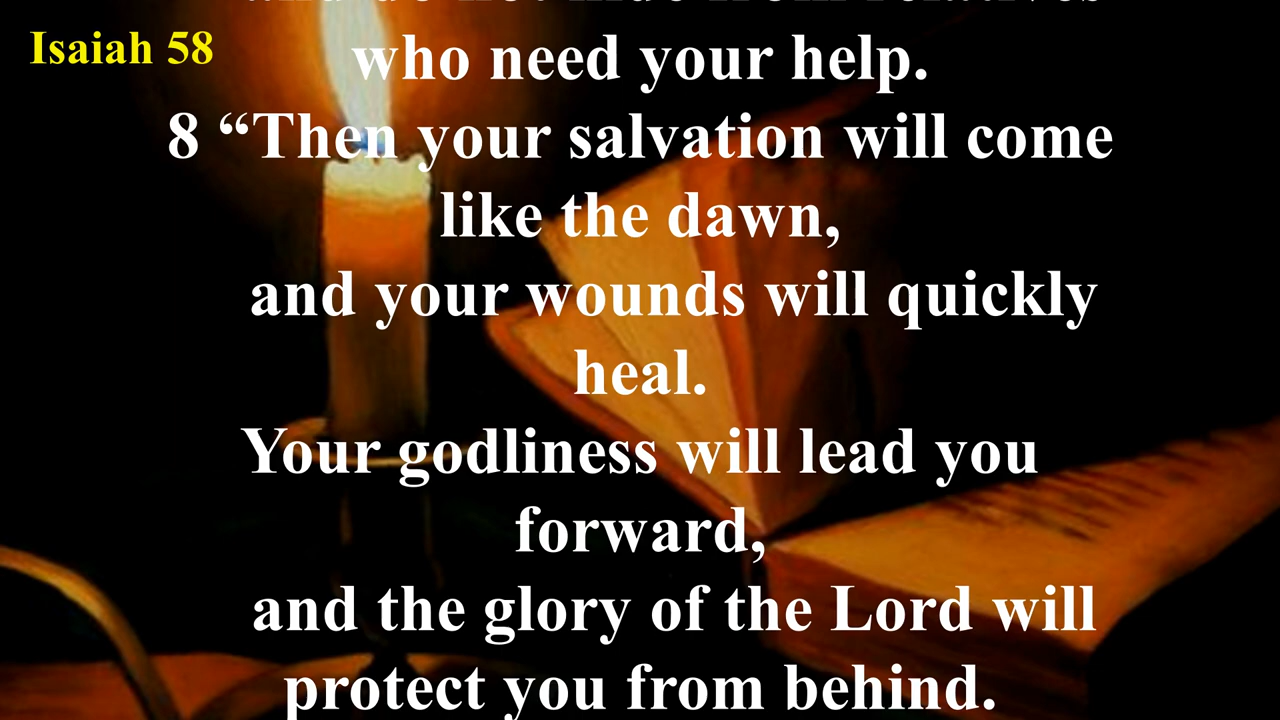 Isaiah 58
who need your help.
8 “Then your salvation will come
like the dawn,
and your wounds will quickly
heal.
Your godliness will lead you
forward,
and the glory of the Lord will
protect you from behind.